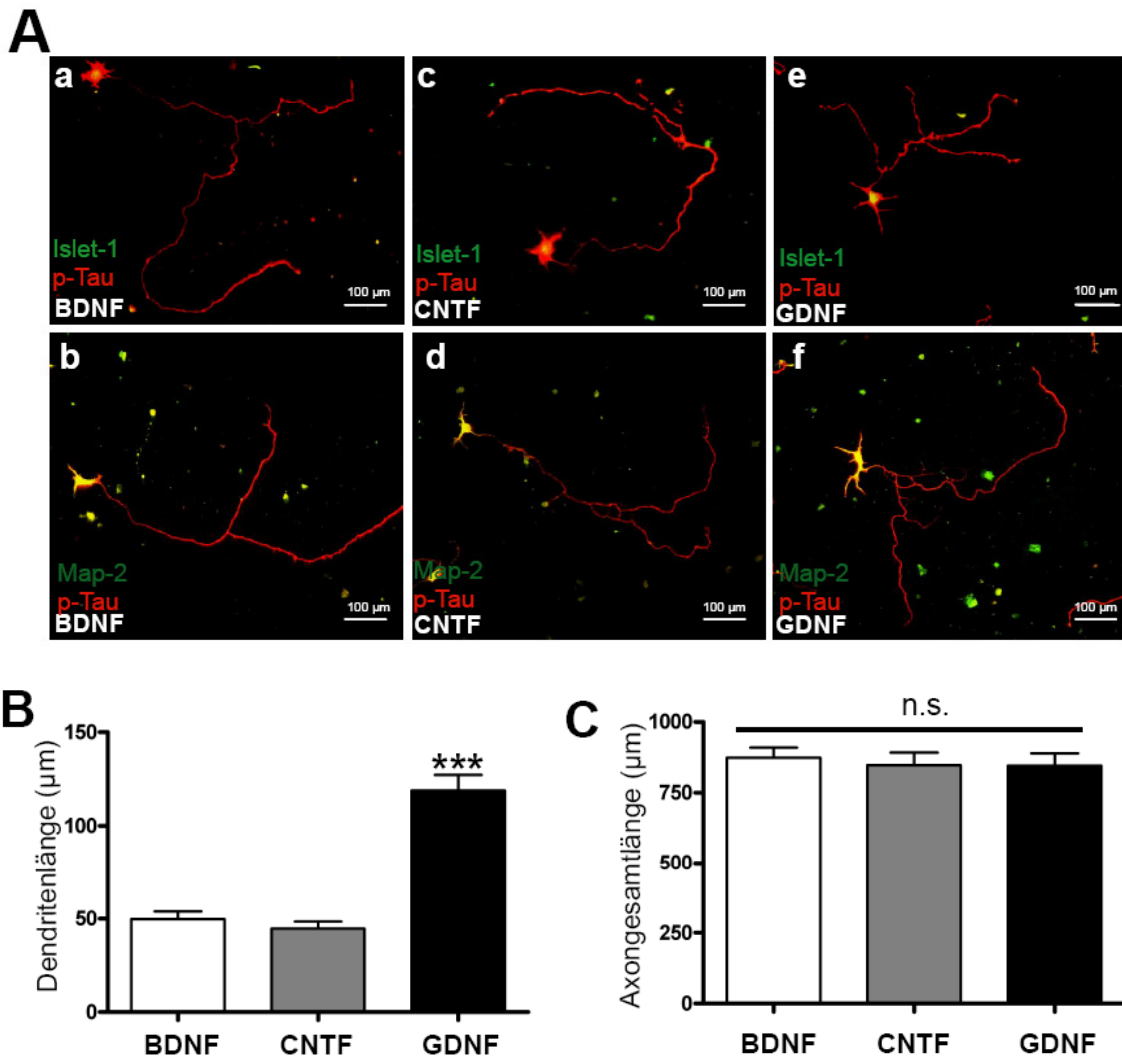 A
a
Islet-1
p-Tau
BDNF
100 µm
c
Islet-1
p-Tau
CNTF
100 µm
e
Islet-1
p-Tau
GDNF
100 µm
b
Map-2
p-Tau
BDNF
100 µm
d
Map-2
p-Tau
CNTF
100 µm
f
Map-2
p-Tau
GDNF
100 µm
B
Dendritenlänge (µm)
150
100
50
0
***
BDNF CNTF GDNF
C
Axongesamtlänge (µm)
1000
750
500
250
0
n.s.
BDNF CNTF GDNF